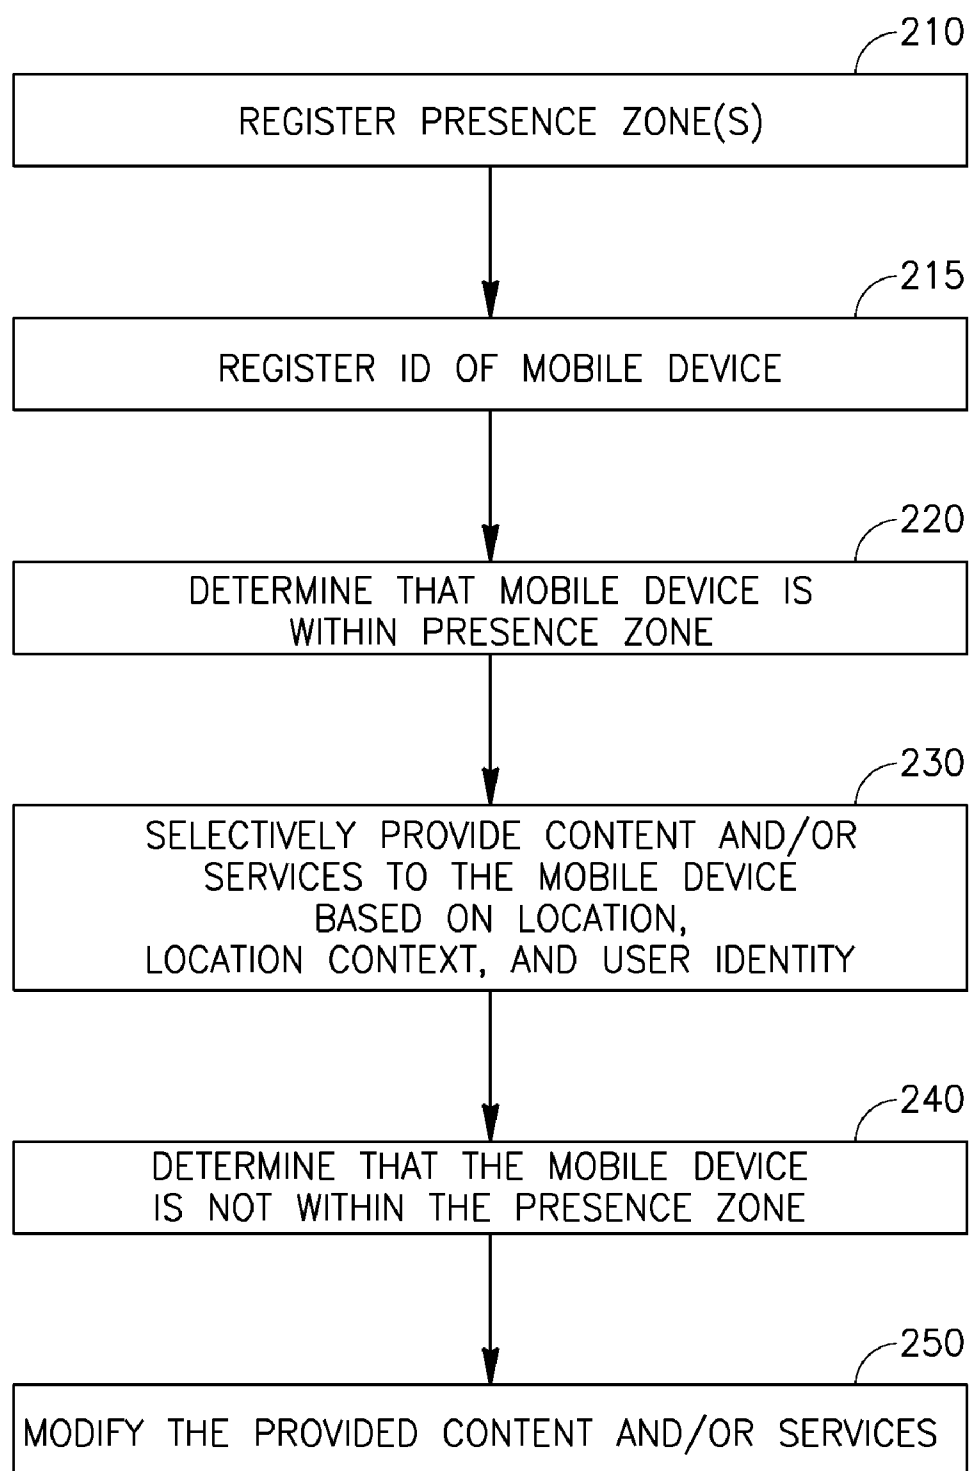 210
REGISTER PRESENCE ZONE(S)
215
REGISTER ID OF MOBILE DEVICE
220
DETERMINE THAT MOBILE DEVICE IS
WITHIN PRESENCE ZONE
230
SELECTIVELY PROVIDE CONTENT AND/OR
SERVICES TO THE MOBILE DEVICE
BASED ON LOCATION,
LOCATION CONTEXT, AND USER IDENTITY
240
DETERMINE THAT THE MOBILE DEVICE
IS NOT WITHIN THE PRESENCE ZONE
250
MODIFY THE PROVIDED CONTENT AND/OR SERVICES